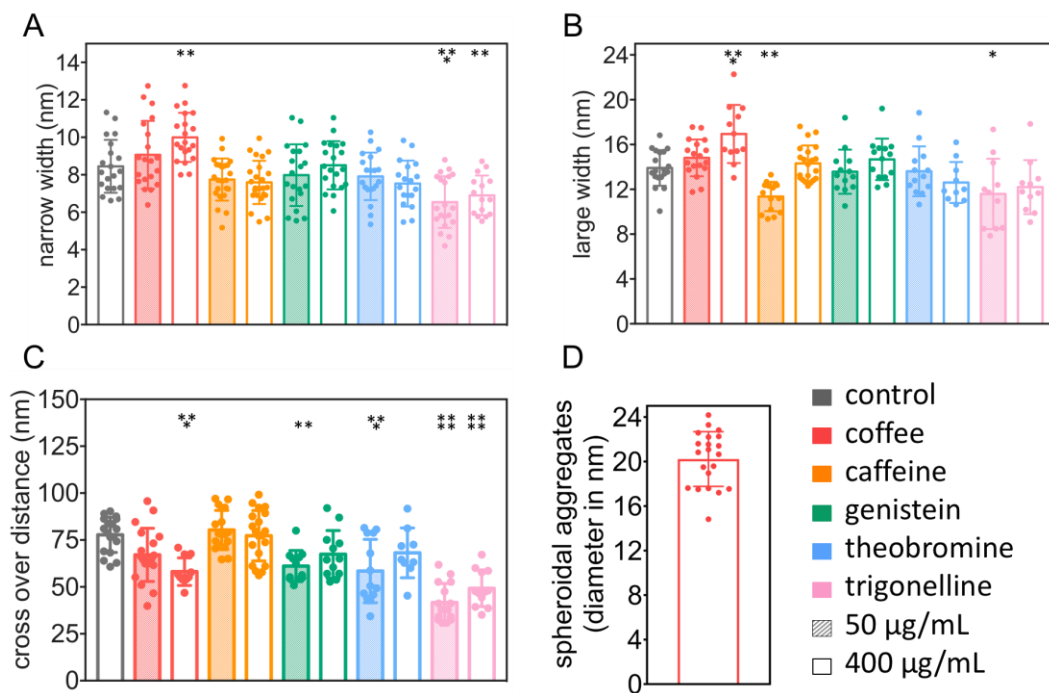 A
narrow width (nm)
14
12
10
8
6
4
2
0
**
**
*
**
B
large width (nm)
24
20
16
12
8
4
0
**
*
**
*
C
cross over distance (nm)
150
100
75
50
25
0
**
*
**
**
*
**
**
**
**
D
spheroidal aggregates
(diameter in nm)
24
20
16
12
8
4
0
control
coffee
caffeine
genistein
theobromine
trigonelline
50 µg/mL
400 µg/mL